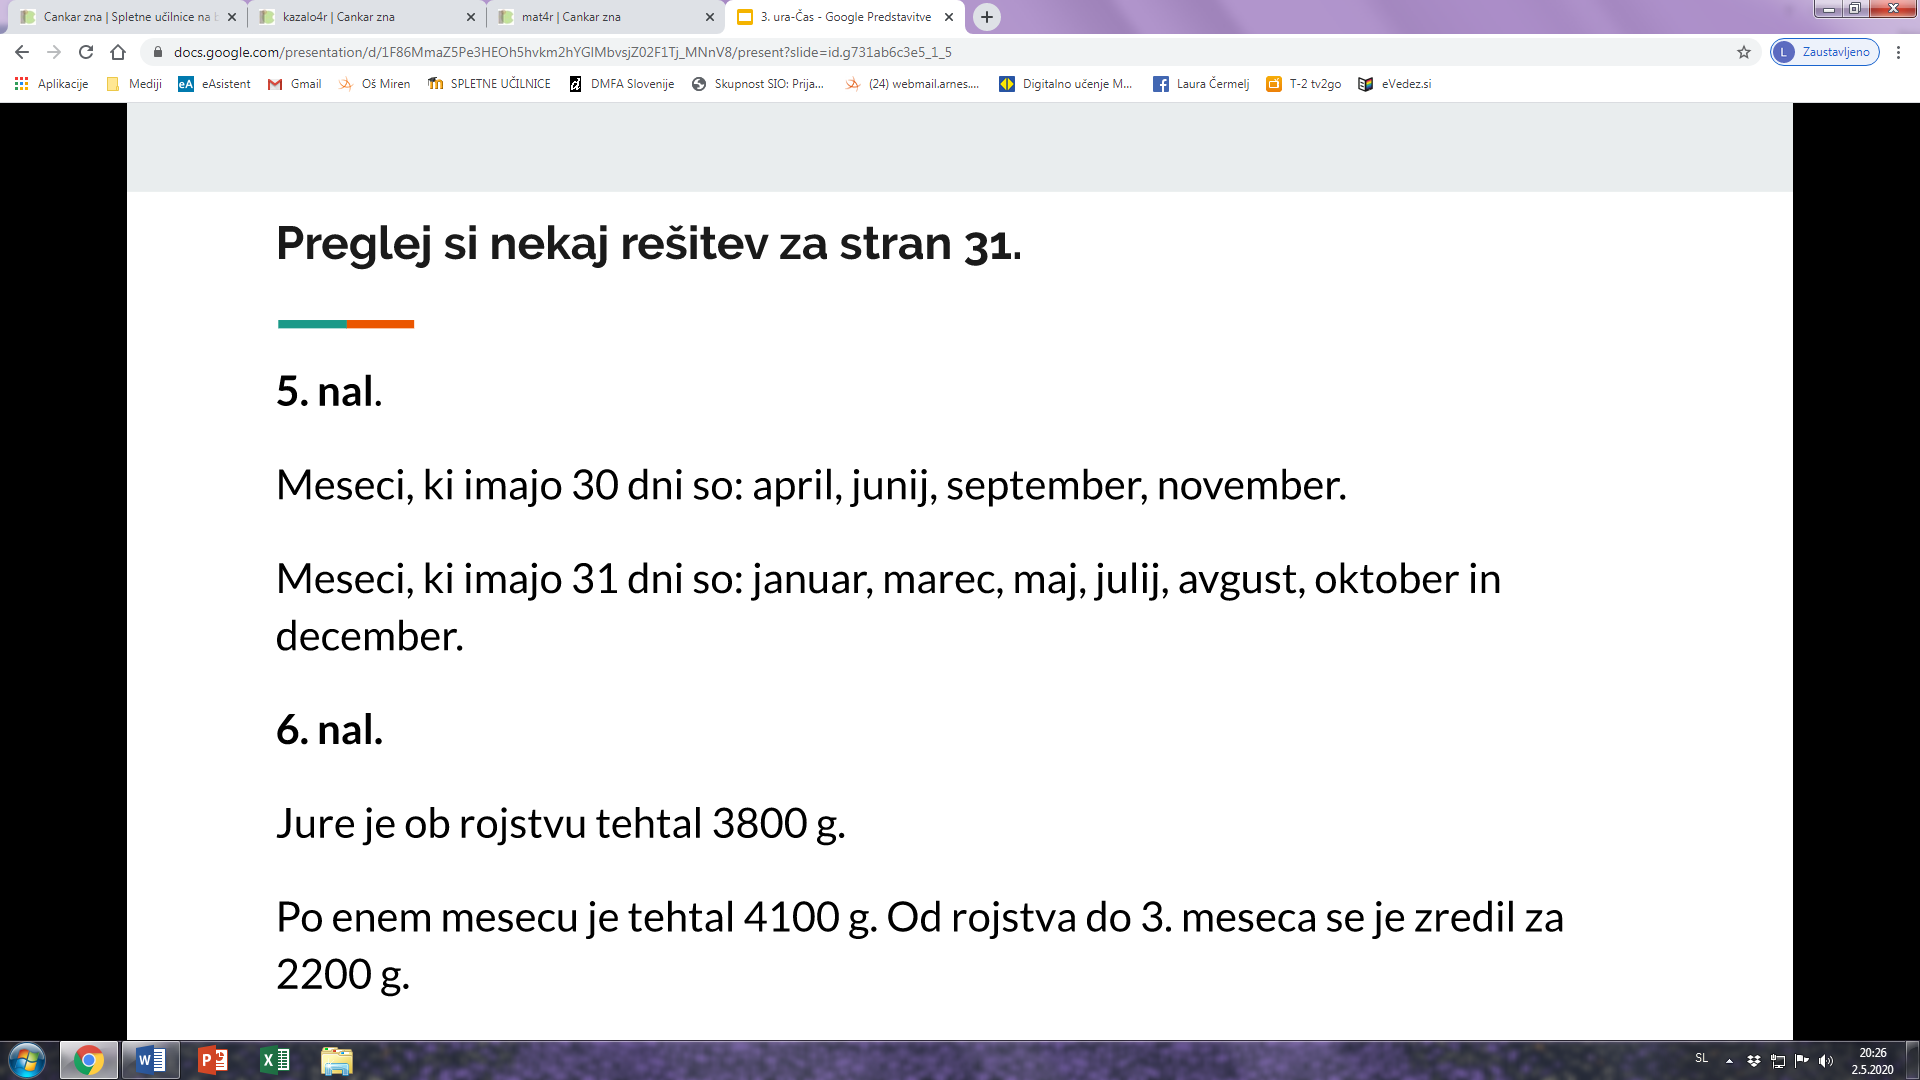 Cankar zna | Spletne učilnice na b
kazalo4r | Cankar zna
mat4r | Cankar zna
3. ura-Čas - Google Predstavitve
docs.google.com/presentation/d/1F86MmaZ5Pe3HEOh5hvkm2hYGlMbvsjZ02F1Tj_MNnV8/present?slide=id.g731ab6c3e5_1_5
L Zaustavljeno
Aplikacije Mediji eA eAsistent Gmail Oš Miren SPLETNE UČILNICE DMFA Slovenije Skupnost SIO: Prija... (24) webmail.arnes.... Digitalno učenje M... Laura Čermelj T-2 tv2go eVedez.si
Preglej si nekaj rešitev za stran 31.
5. nal.
Meseci, ki imajo 30 dni so: april, junij, september, november.
Meseci, ki imajo 31 dni so: januar, marec, maj, julij, avgust, oktober in
december.
6. nal.
Jure je ob rojstvu tehtal 3800 g.
Po enem mesecu je tehtal 4100 g. Od rojstva do 3. meseca se je zredil za
2200 g.
SL
20:26
2.5.2020